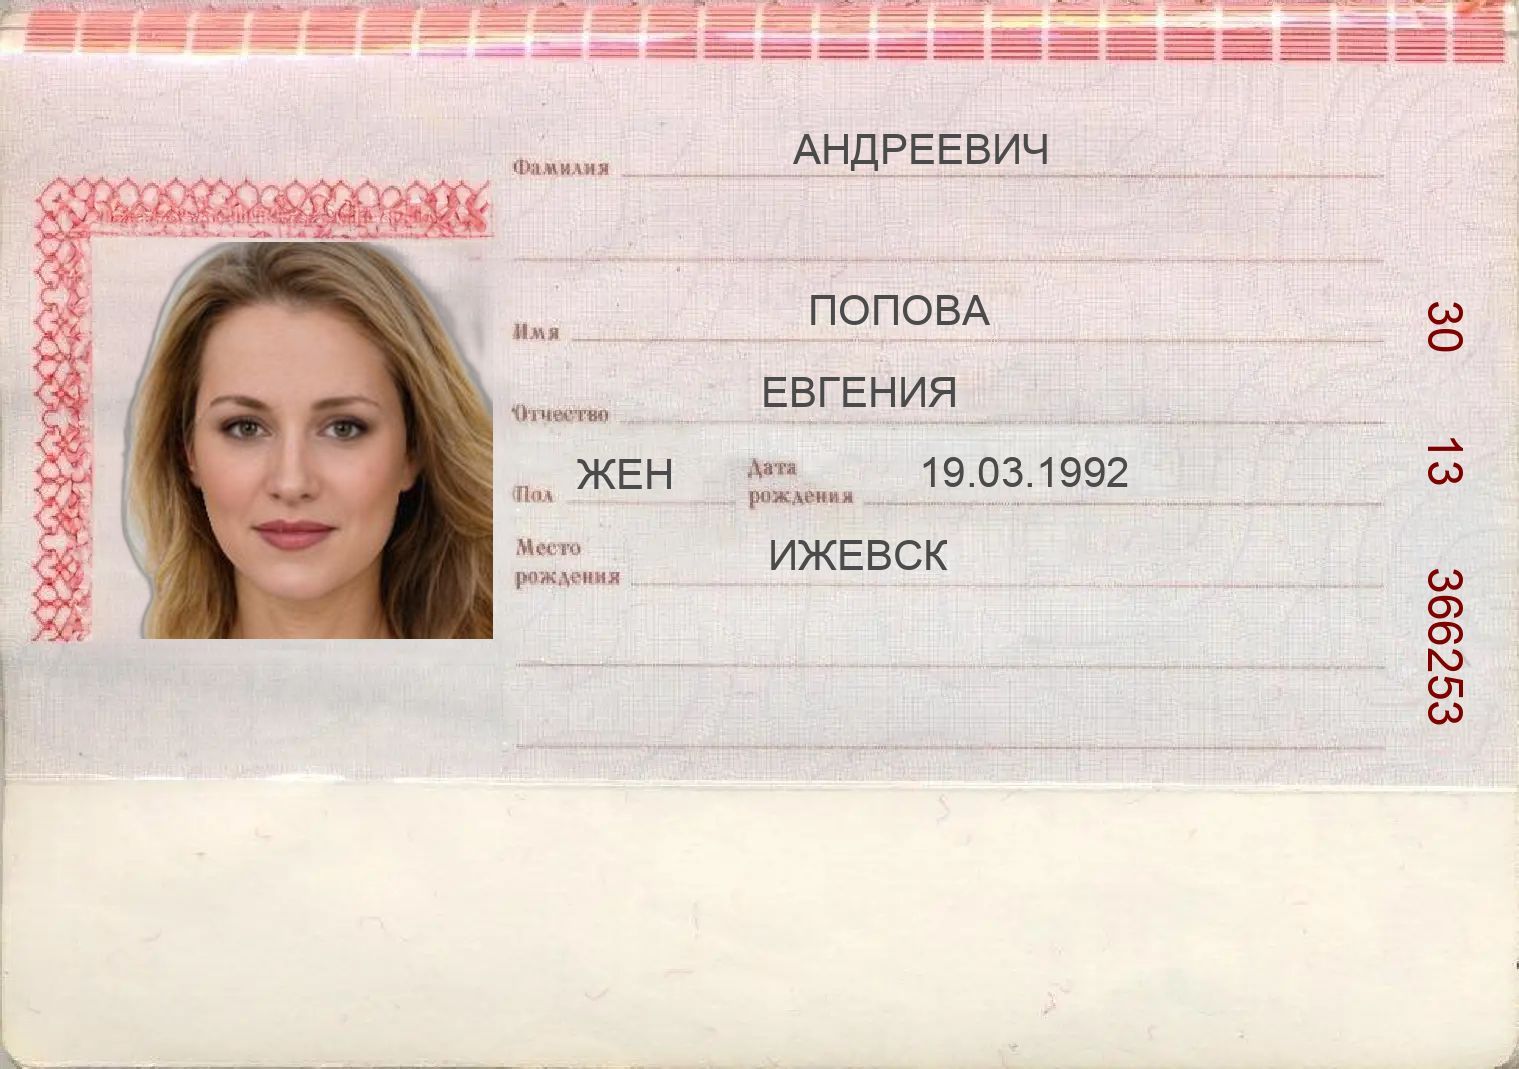 Фамилия АНДРЕЕВИЧ
Имя ПОПОВА
Отчество ЕВГЕНИЯ
Пол ЖЕН Дата рождения 19.03.1992
Место рождения ИЖЕВСК
30 13 366253